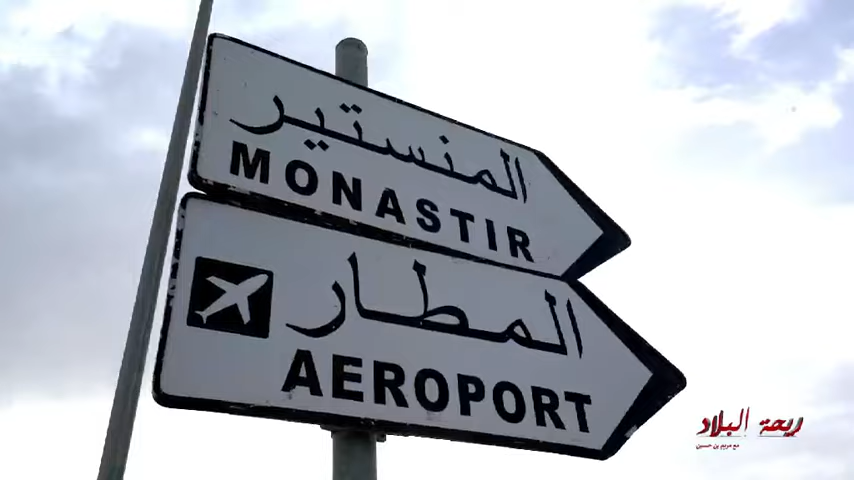 المنستير
MONASTIR
المطار
AEROPORT
ريحة البلاد
مع مريم بن حسين